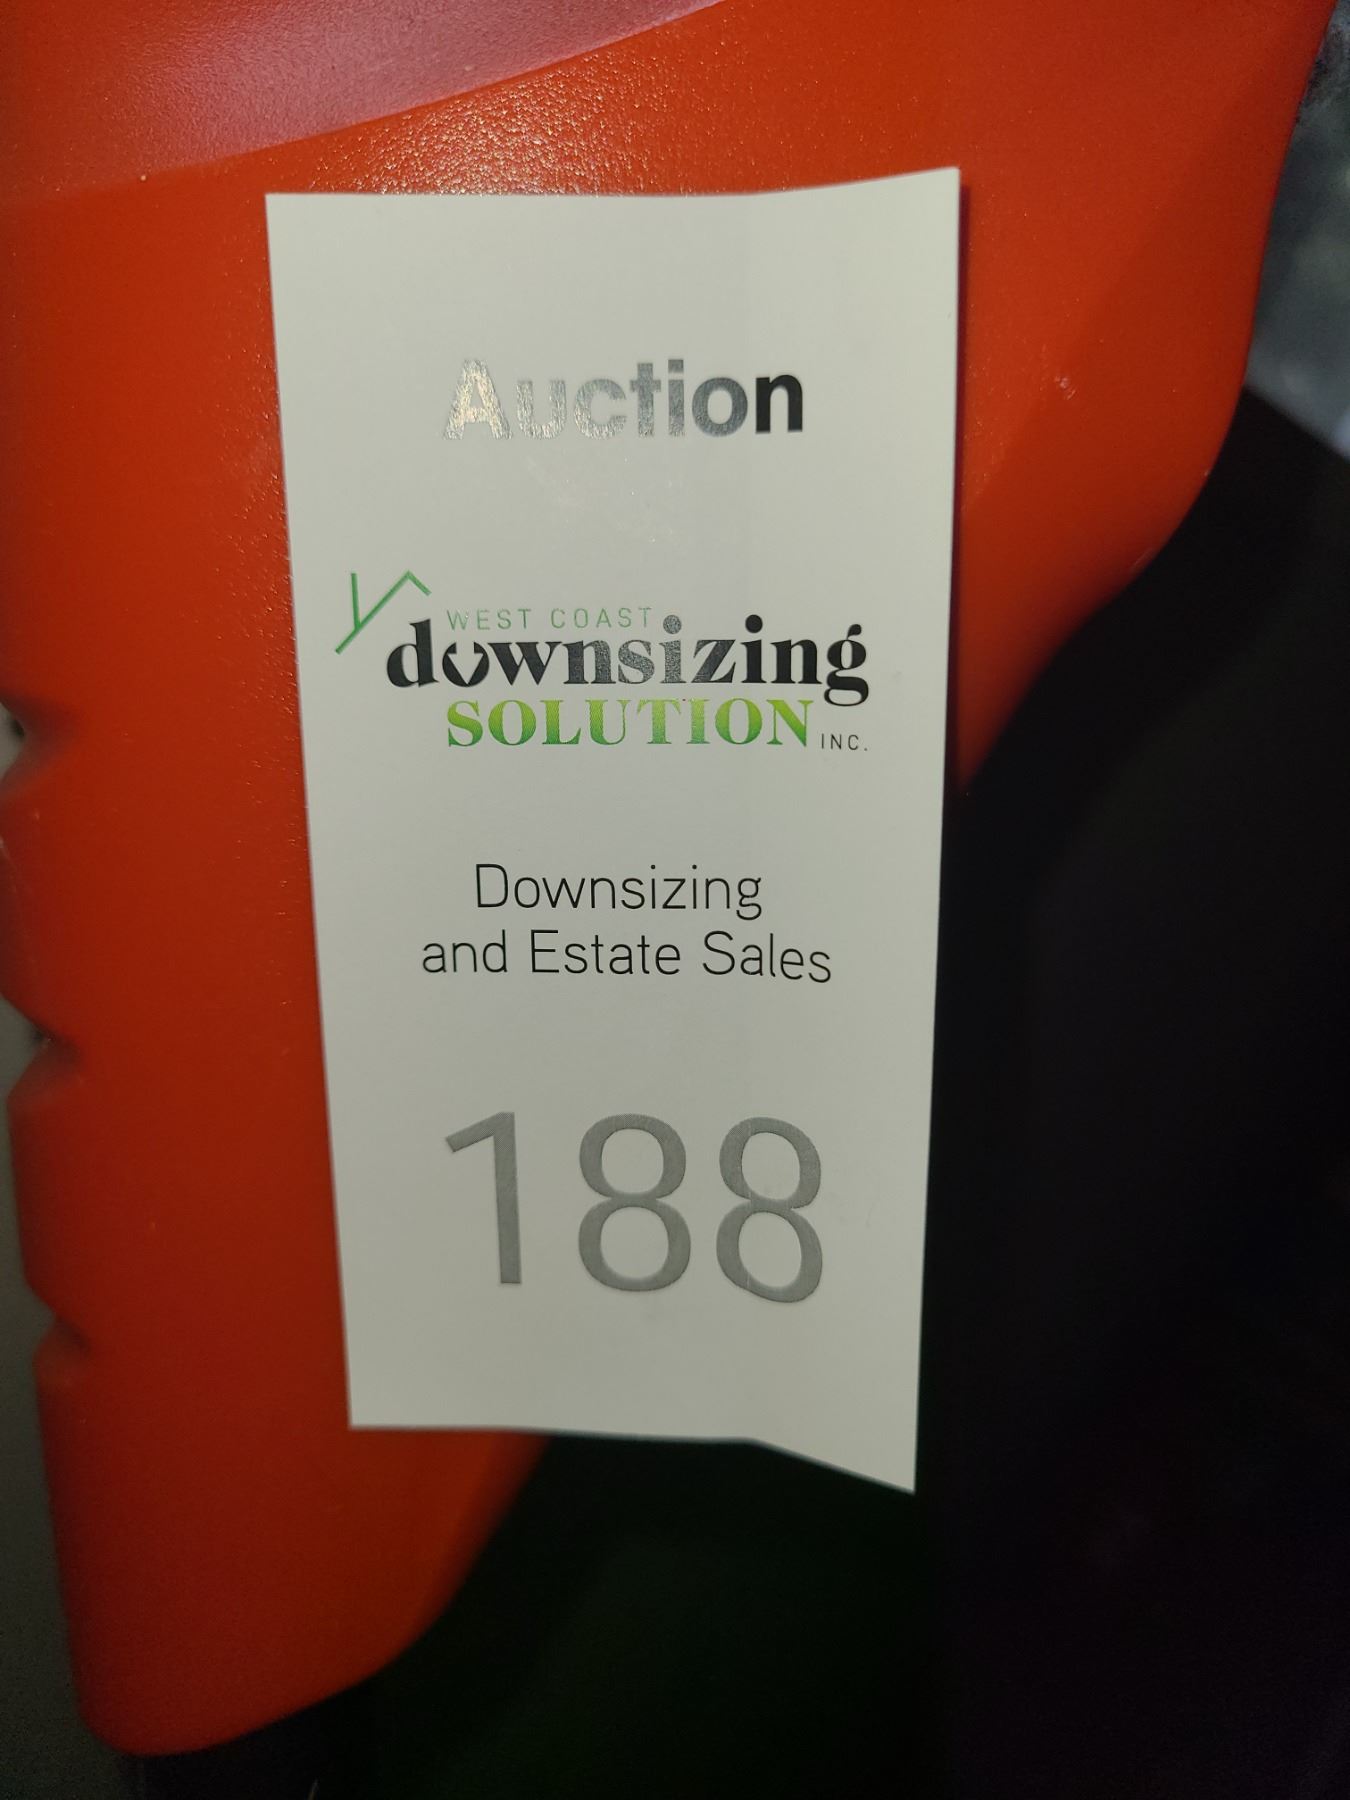 Auction
WEST COAST
downsizing
SOLUTION INC.
Downsizing
and Estate Sales
188